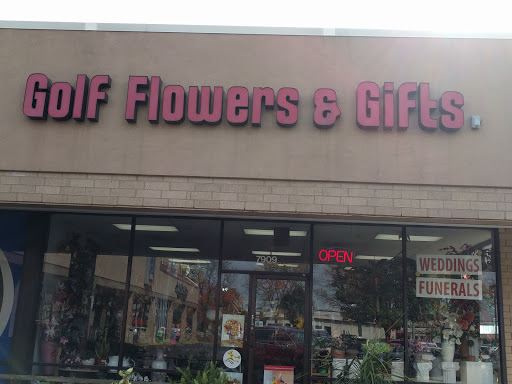 Golf Flowers & Gifts
7909
OPEN
WEDDINGS
FUNERALS